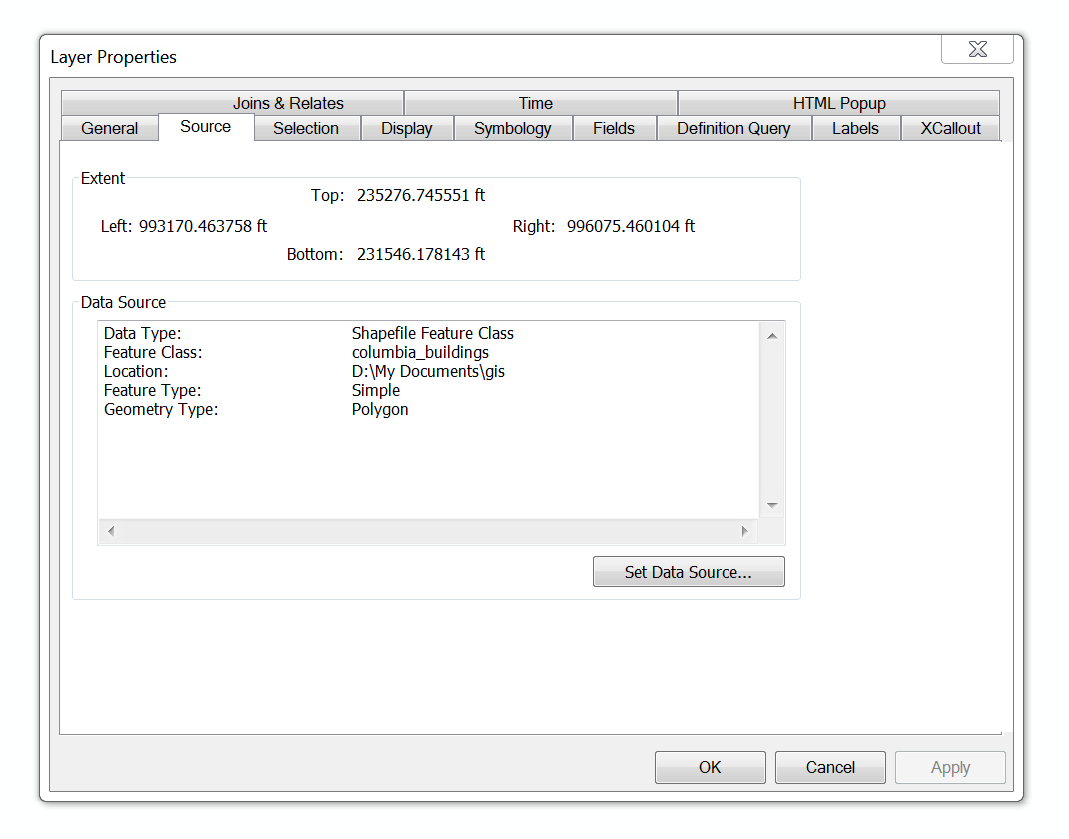 Layer Properties
Joins & Relates Time HTML Popup
General Source Selection Display Symbology Fields Definition Query Labels XCallout
Extent
Top: 235276.745551 ft
Left: 993170.463758 ft Right: 996075.460104 ft
Bottom: 231546.178143 ft
Data Source
Data Type: Shapefile Feature Class
Feature Class: columbia_buildings
Location: D:\My Documents\gis
Feature Type: Simple
Geometry Type: Polygon
Set Data Source...
OK Cancel Apply